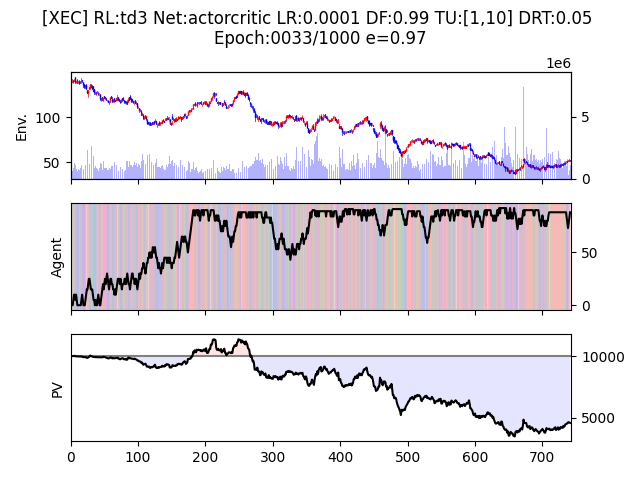 [XEC] RL:td3 Net:actorcritic LR:0.0001 DF:0.99 TU:[1,10] DRT:0.05
Epoch:0033/1000 e=0.97
1e6
Env.
100
50
5
0
Agent
50
0
PV
10000
5000
0 100 200 300 400 500 600 700